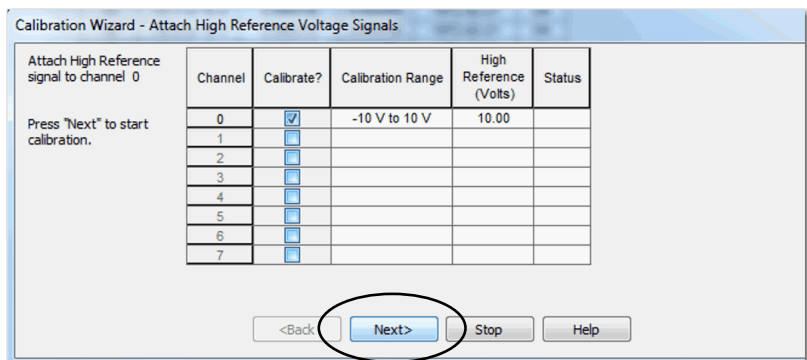 Calibration Wizard - Attach High Reference Voltage Signals
Attach High Reference
signal to channel 0
Press "Next" to start
calibration.
Channel Calibrate? Calibration Range High Reference (Volts) Status
0 -10 V to 10 V 10.00
1
2
3
4
5
6
7
<Back Next> Stop Help